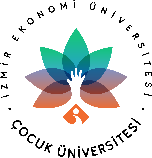 · İZMİR EKONOMİ ÜNİVERSİTESİ ·
ÇOCUK ÜNİVERSİTESİ